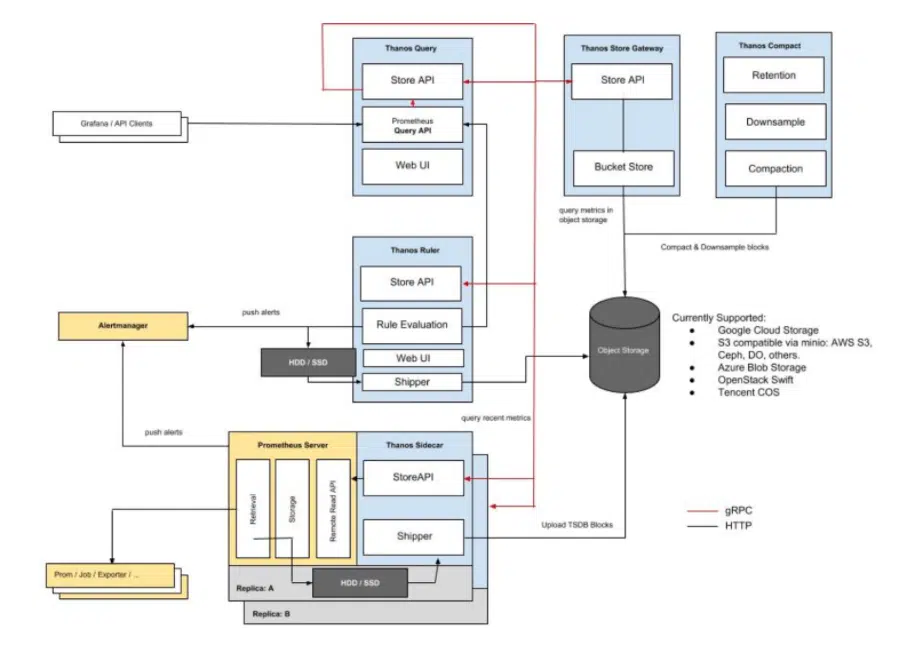 Thanos Query
Store API
Prometheus
Query API
Web UI
Thanos Store Gateway
Store API
Bucket Store
Thanos Compact
Retention
Downsample
Compaction
Grafana / API Clients
query metrics in
object storage
Compact & Downsample blocks
Thanos Ruler
Store API
Rule Evaluation
Web UI
Shipper
push alerts
Alertmanager
HDD / SSD
Object Storage
Currently Supported:
● Google Cloud Storage
● S3 compatible via minio: AWS S3,
Ceph, DO, others.
● Azure Blob Storage
● OpenStack Swift
● Tencent COS
query recent metrics
push alerts
Prometheus Server
Retrieval
Storage
Remote Read API
Thanos Sidecar
StoreAPI
Shipper
Upload TSDB Blocks
gRPC
HTTP
Prom / Job / Exporter / ...
HDD / SSD
Replica: A
Replica: B